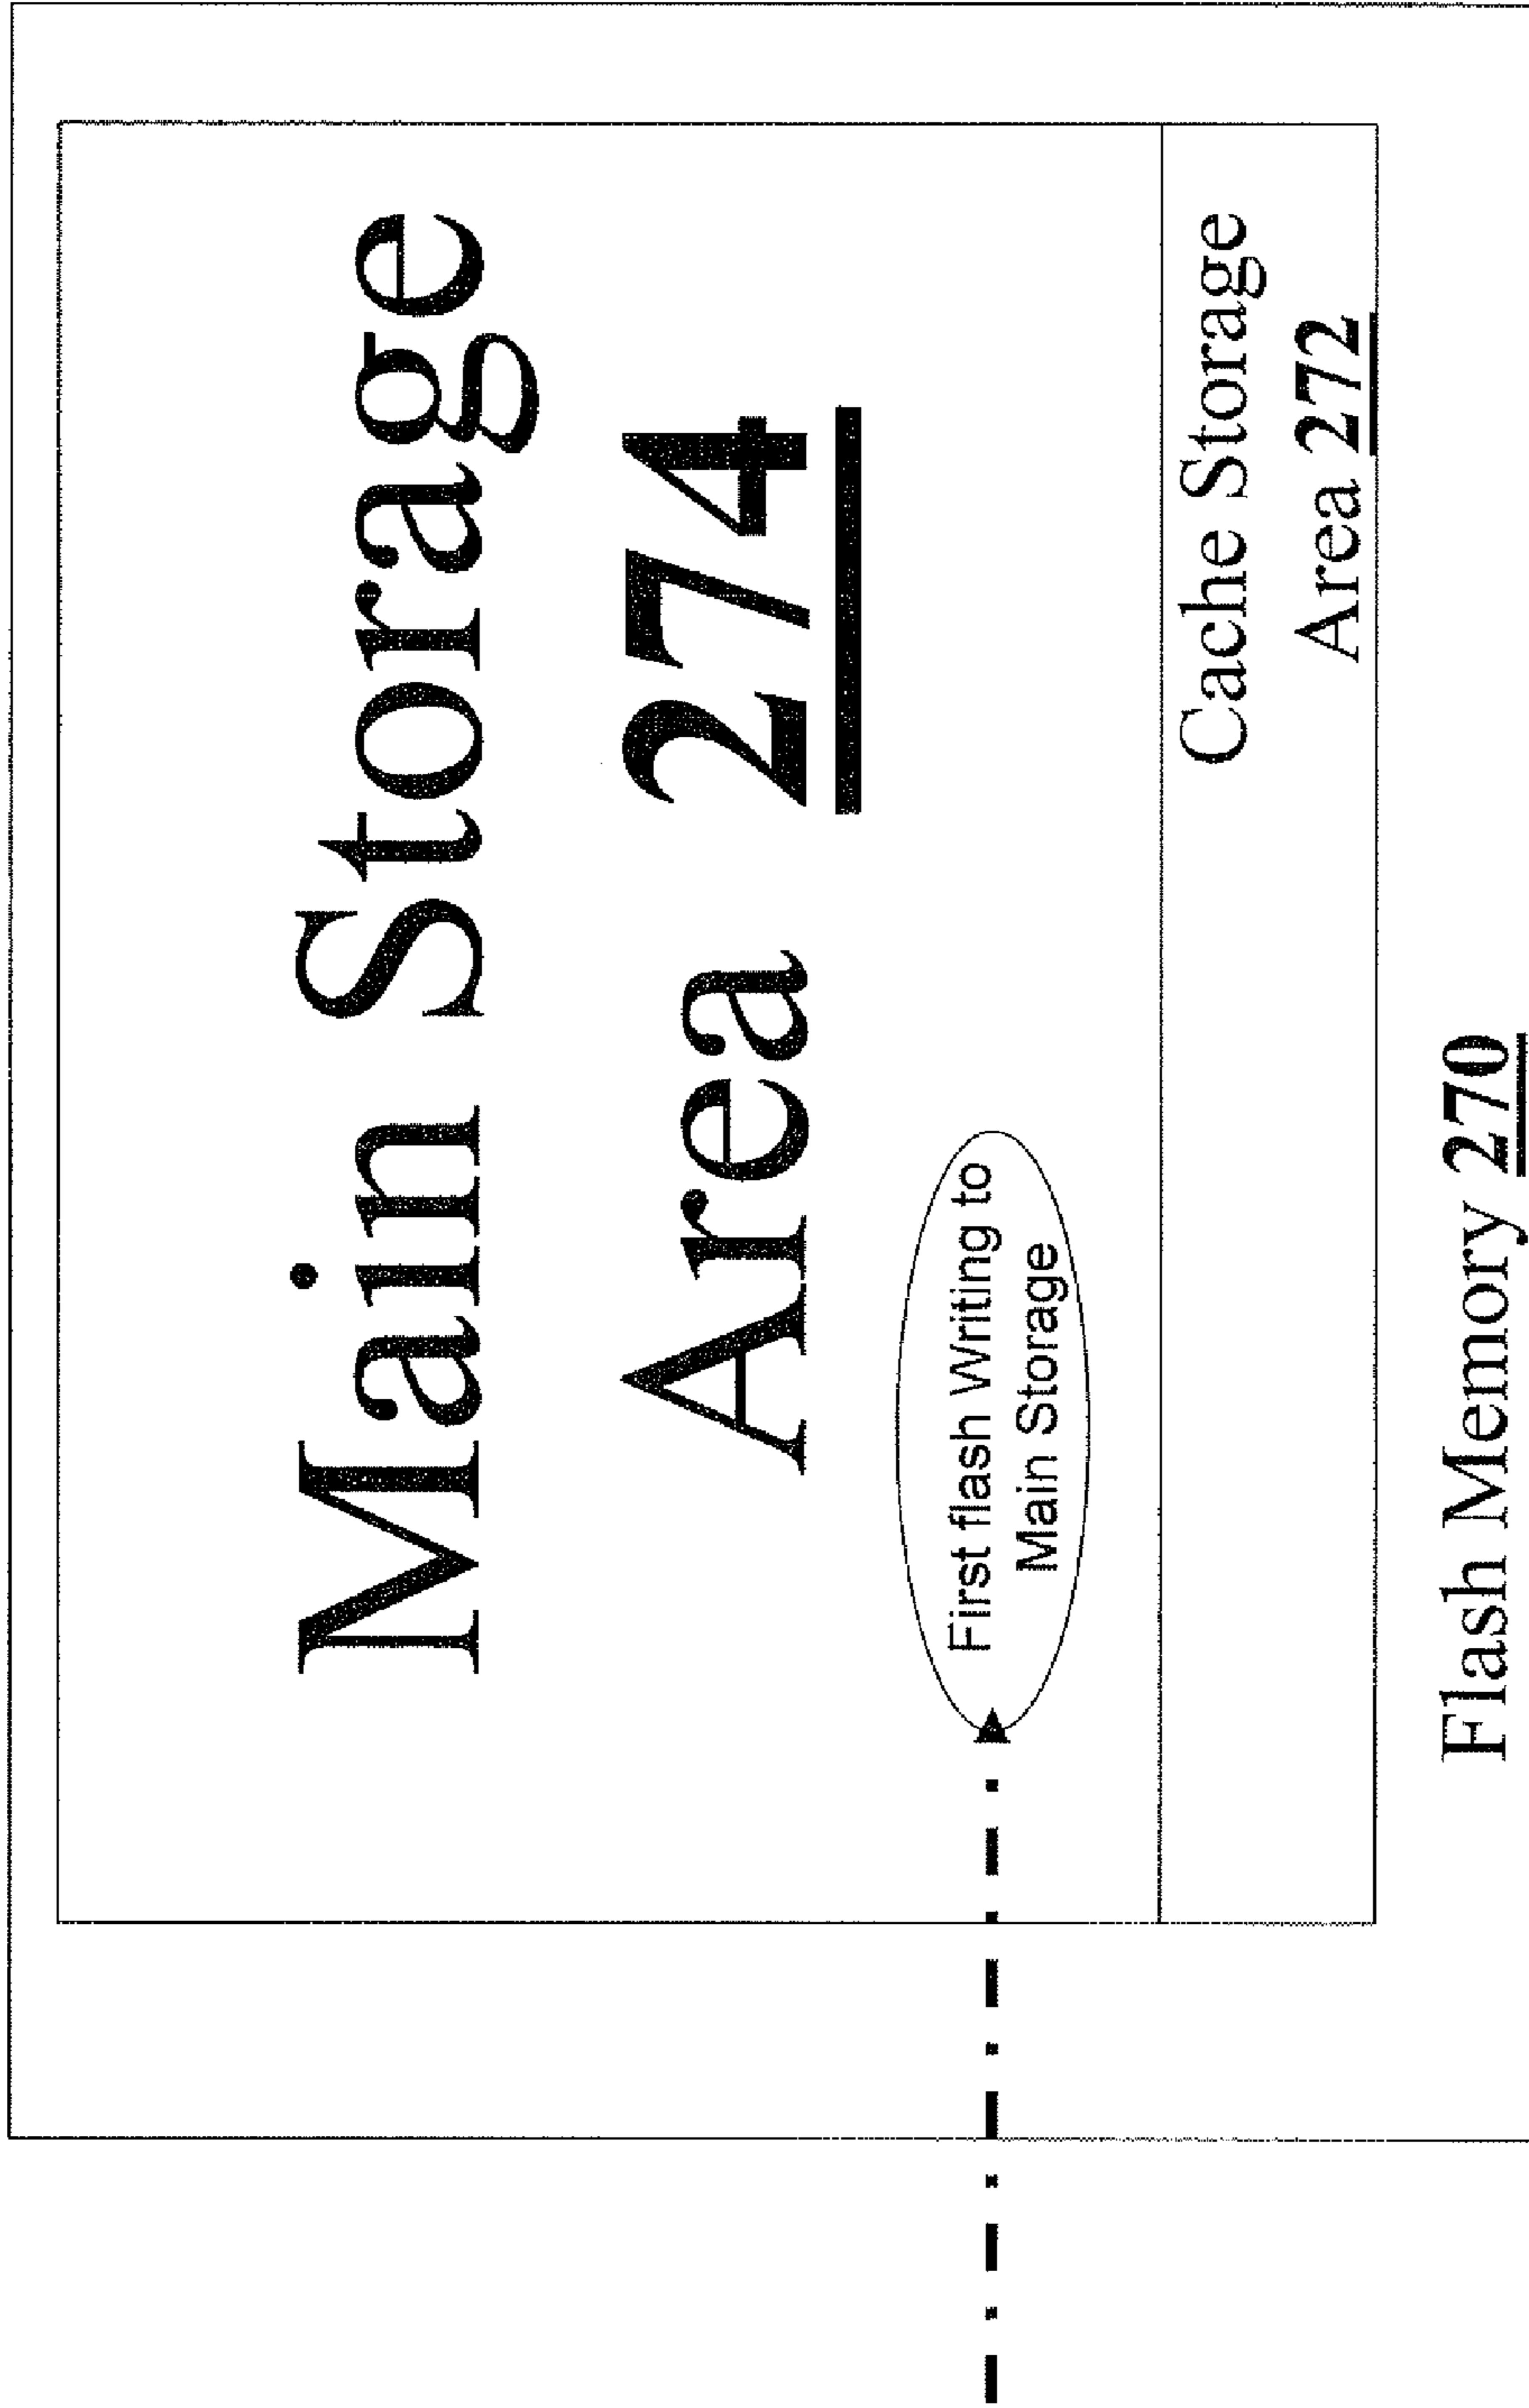 Main Storage
Area 274
First flash Writing to
Main Storage
Cache Storage
Area 272
Flash Memory 270